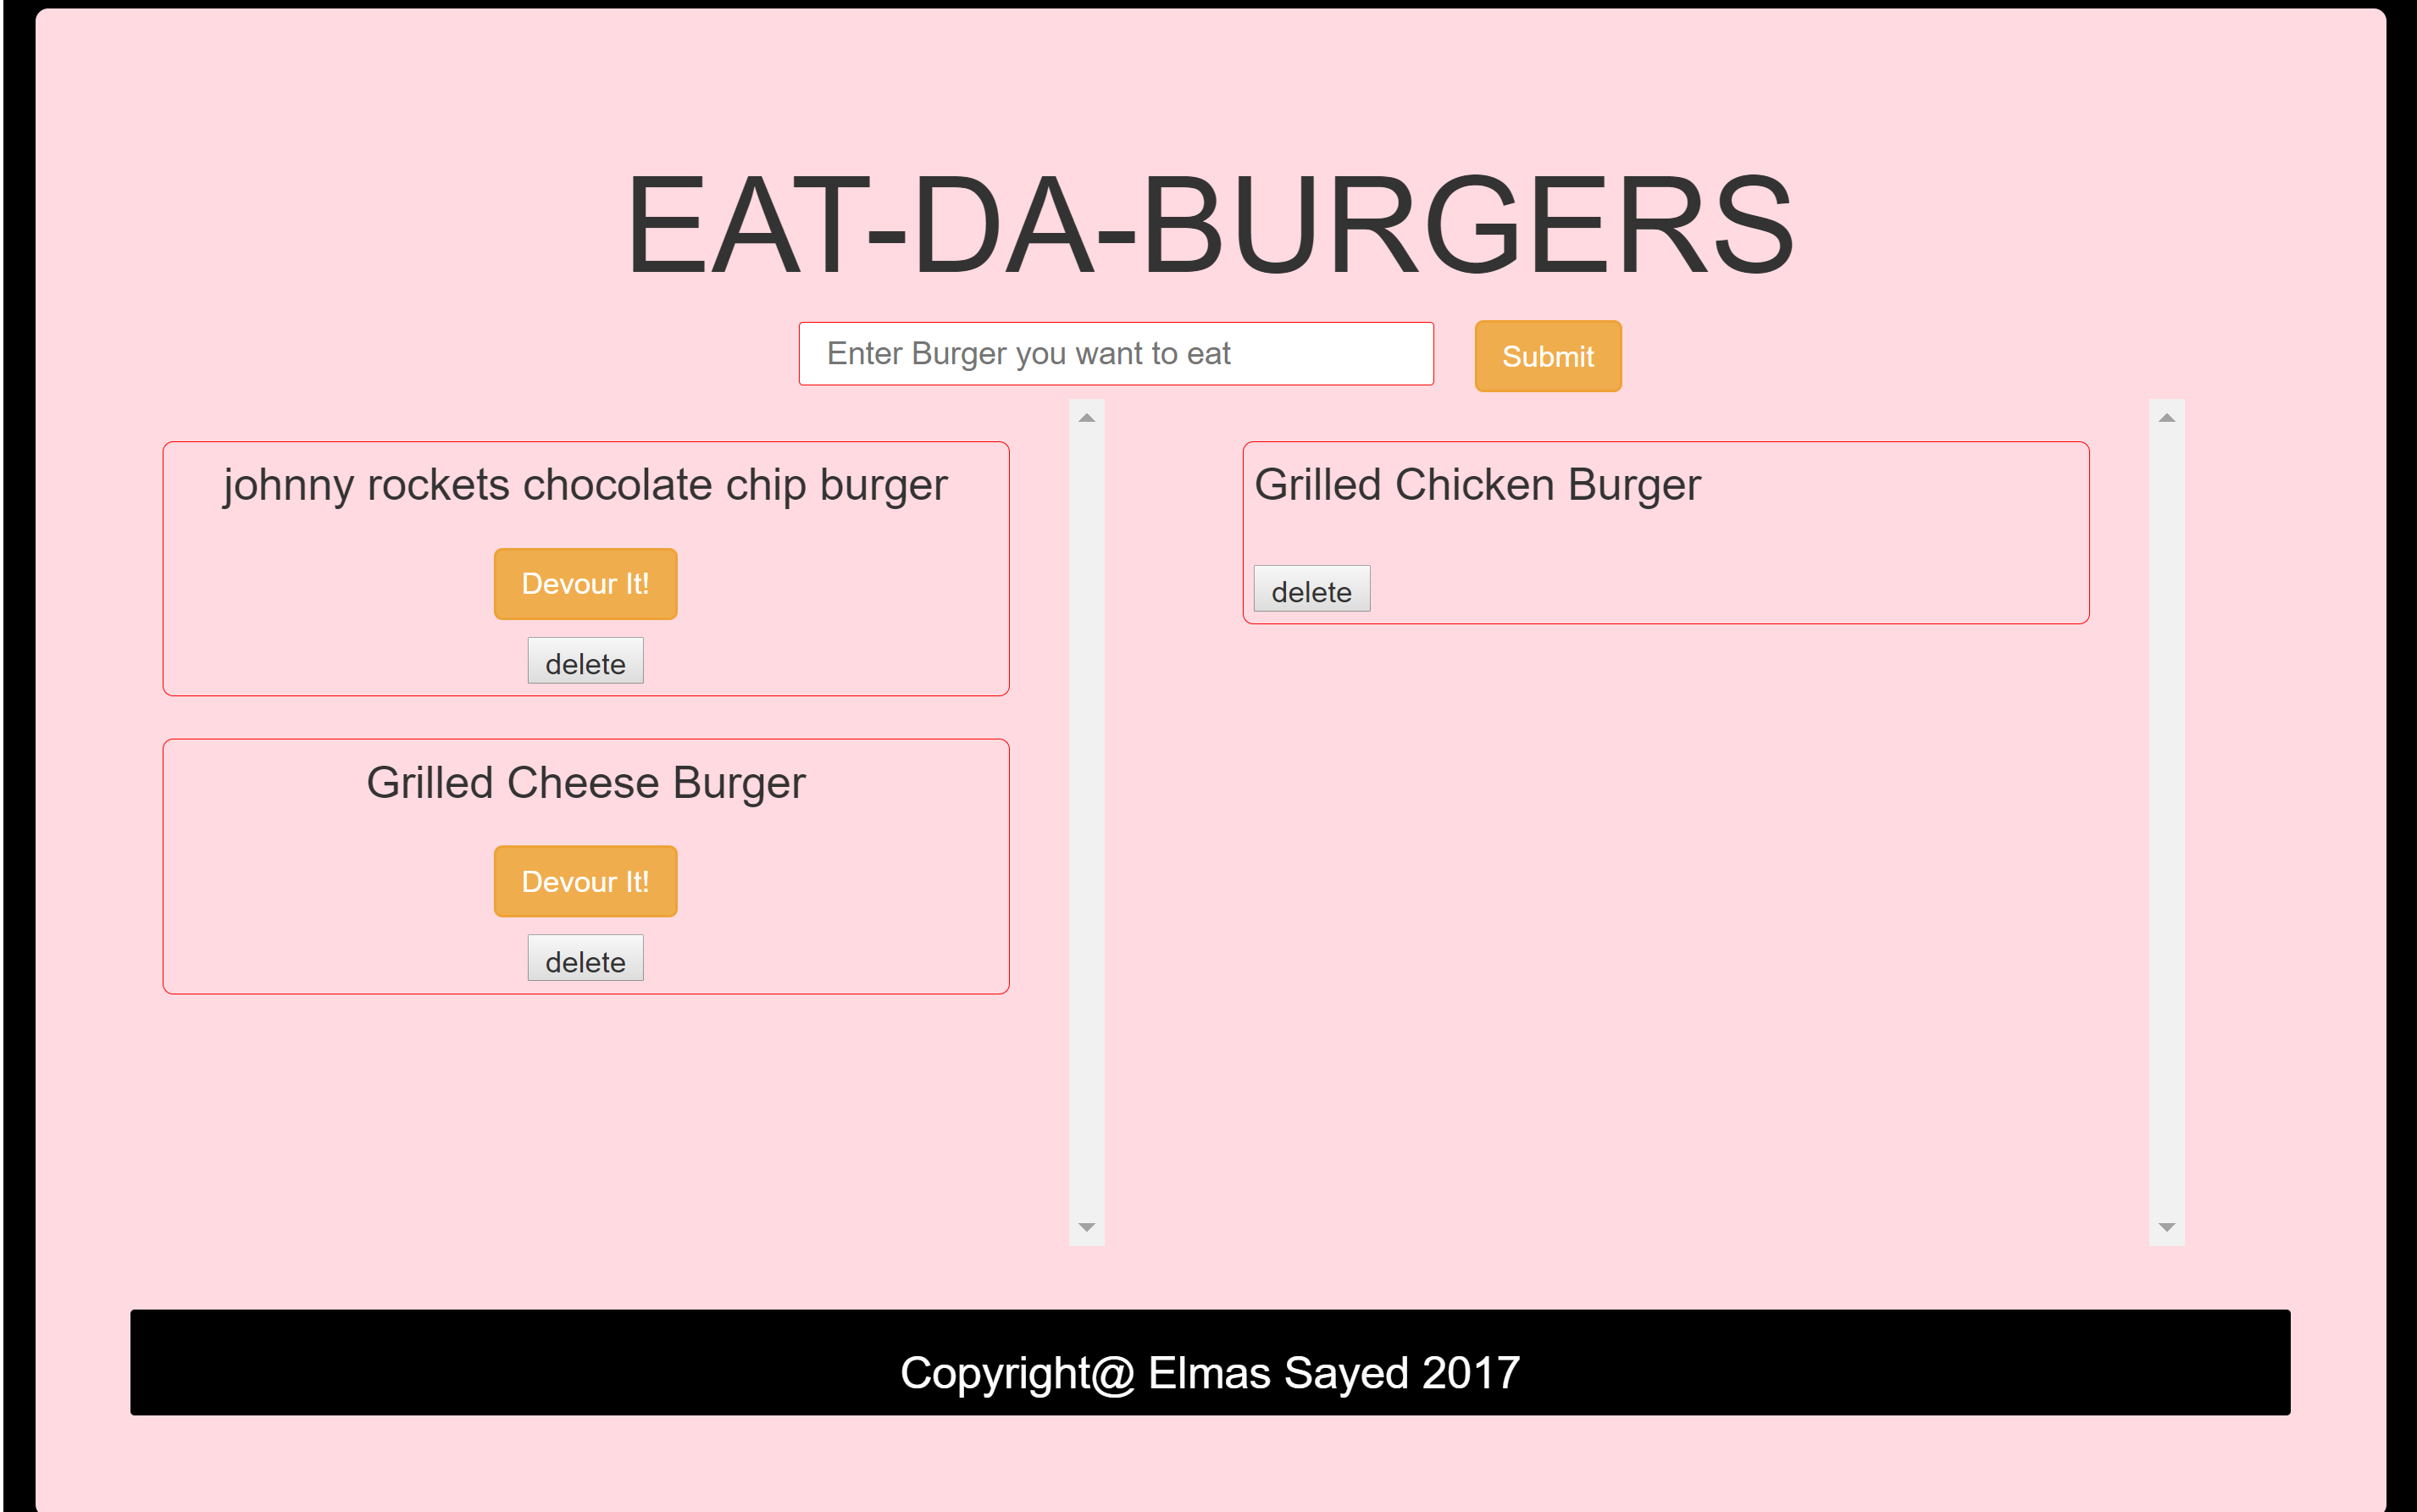 EAT-DA-BURGERS
Enter Burger you want to eat
Submit
johnny rockets chocolate chip burger
Devour It!
delete
Grilled Cheese Burger
Devour It!
delete
Grilled Chicken Burger
delete
Copyright@ Elmas Sayed 2017